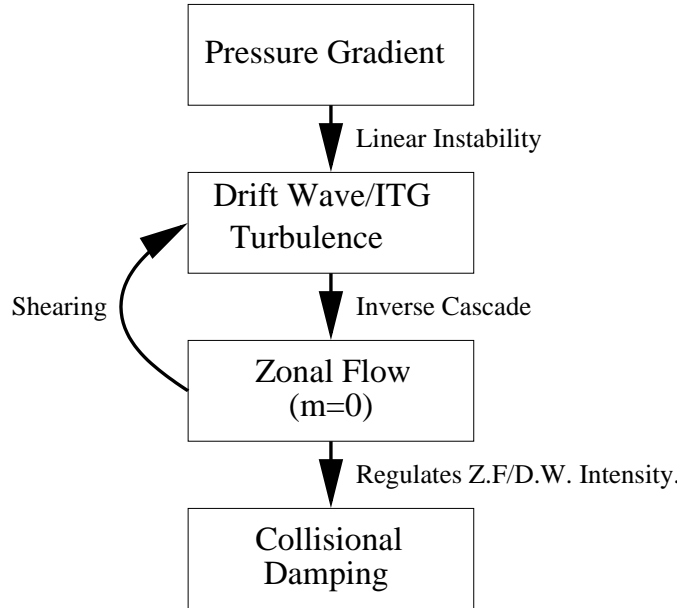 Pressure Gradient
Linear Instability
Drift Wave/ITG
Turbulence
Shearing
Inverse Cascade
Zonal Flow
(m=0)
Regulates Z.F/D.W. Intensity.
Collisional
Damping